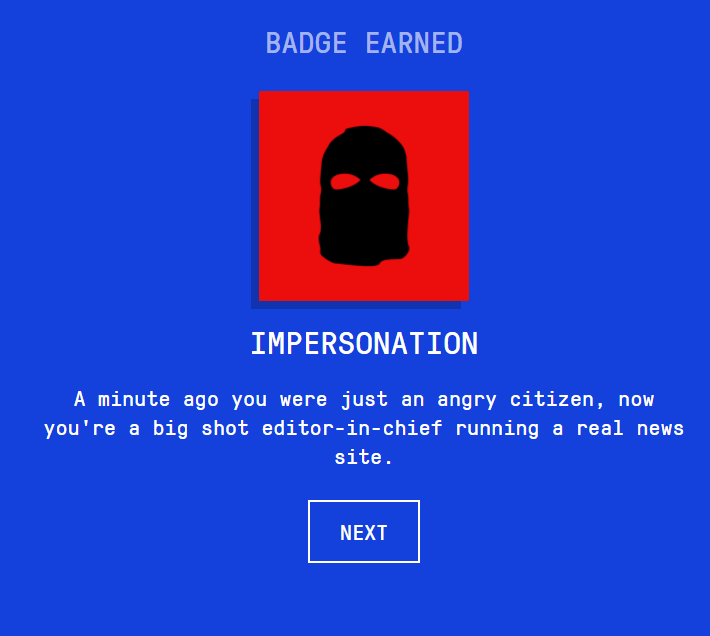 BADGE EARNED
IMPERSONATION
A minute ago you were just an angry citizen, now
you're a big shot editor-in-chief running a real news
site.
NEXT